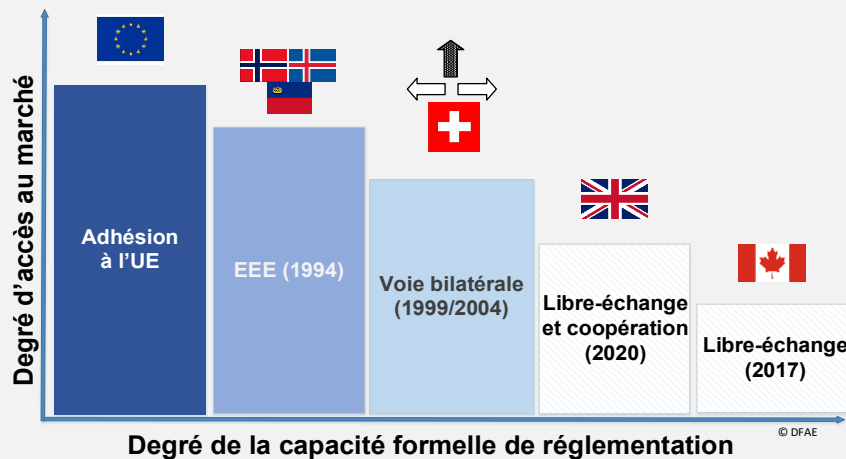 Degré d’accès au marché
Adhésion
à l’UE
EEE (1994)
Voie bilatérale
(1999/2004)
Libre-échange
et coopération
(2020)
Libre-échange
(2017)
© DFAE
Degré de la capacité formelle de réglementation